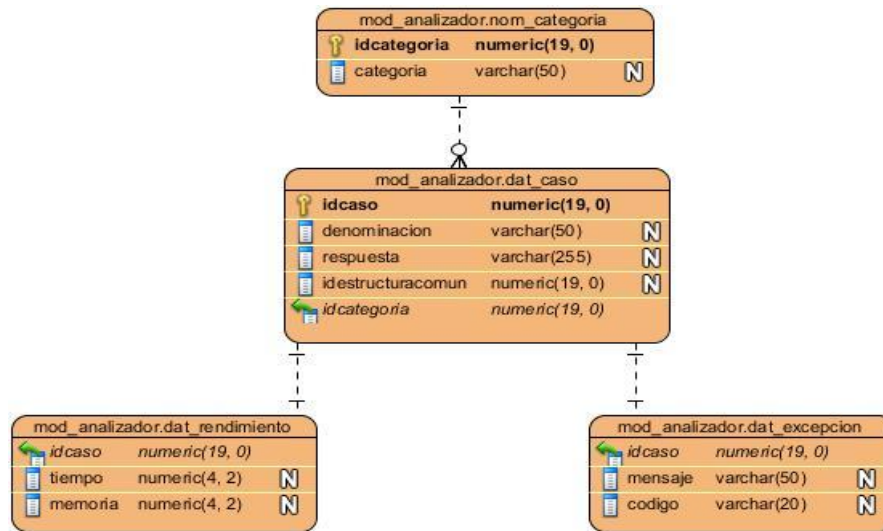 mod_analizador.nom_categoria
idcategoria numeric(19, 0)
categoria varchar(50) N
mod_analizador.dat_caso
idcaso numeric(19, 0)
denominacion varchar(50) N
respuesta varchar(255) N
idestructuracomun numeric(19, 0) N
idcategoria numeric(19, 0)
mod_analizador.dat_rendimiento
idcaso numeric(19, 0)
tiempo numeric(4, 2) N
memoria numeric(4, 2) N
mod_analizador.dat_excepcion
idcaso numeric(19, 0)
mensaje varchar(50) N
codigo varchar(20) N